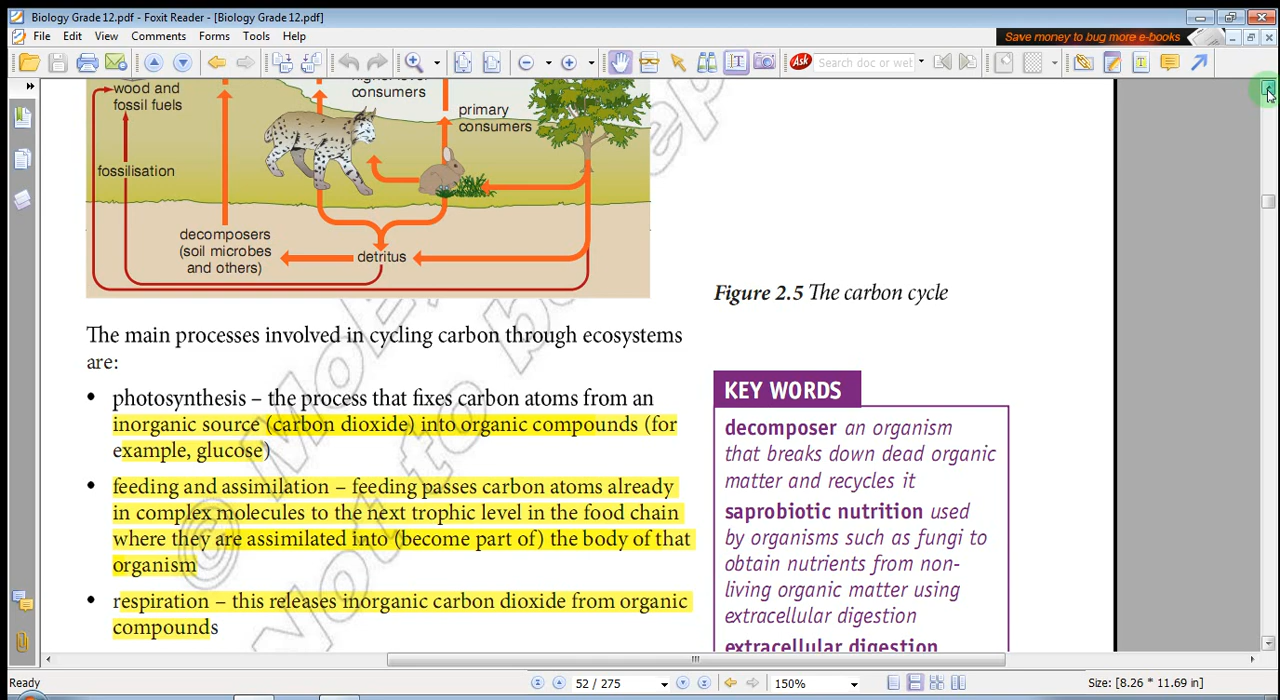 Biology Grade 12.pdf - Foxit Reader - [Biology Grade 12.pdf]
File Edit View Comments Forms Tools Help
Save money to bug more e-books
Ask Search doc or wet
consumers
wood and
fossil fuels
primary
consumers
fossilisation
decomposers
(soil microbes
and others)
detritus
Figure 2.5 The carbon cycle
The main processes involved in cycling carbon through ecosystems
are:
• photosynthesis – the process that fixes carbon atoms from an
inorganic source (carbon dioxide) into organic compounds (for
example, glucose)
• feeding and assimilation – feeding passes carbon atoms already
in complex molecules to the next trophic level in the food chain
where they are assimilated into (become part of) the body of that
organism
• respiration – this releases inorganic carbon dioxide from organic
compounds
KEY WORDS
decomposer an organism
that breaks down dead organic
matter and recycles it
saprobiotic nutrition used
by organisms such as fungi to
obtain nutrients from non-
living organic matter using
extracellular digestion
extracellular digestion
Ready
52 / 275
150%
Size: [8.26 * 11.69 in]